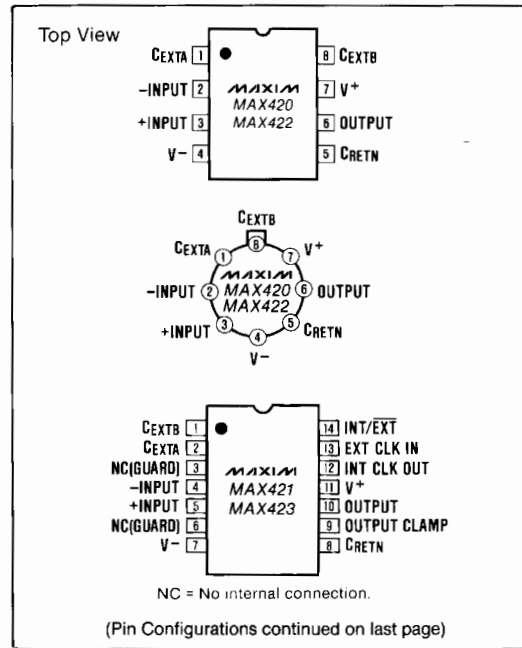 Top View
CEXTA 1 8 CEXTB
-INPUT 2 MAXIM 7 V+
MAX420
+INPUT 3 MAX422 6 OUTPUT
V- 4 5 CRETN
CEXTB
8
CEXTA 1 7 V+
MAXIM
-INPUT 2 MAX420 6 OUTPUT
MAX422
+INPUT 3 5 CRETN
4
V-
CEXTB 1 14 INT/EXT
CEXTA 2 13 EXT CLK IN
NC(GUARD) 3 MAXIM 12 INT CLK OUT
-INPUT 4 MAX421 11 V+
+INPUT 5 MAX423 10 OUTPUT
NC(GUARD) 6 9 OUTPUT CLAMP
V- 7 8 CRETN
NC = No internal connection.
(Pin Configurations continued on last page)